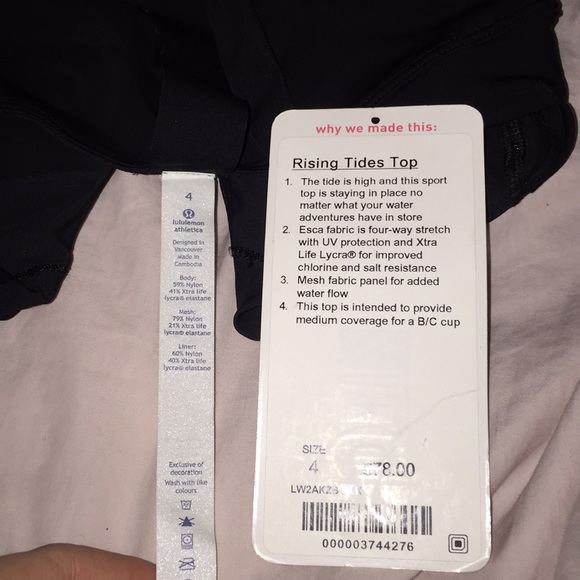 why we made this:
Rising Tides Top
1. The tide is high and this sport
top is staying in place no
matter what your water
adventures have in store
2. Esca fabric is four-way stretch
with UV protection and Xtra
Life Lycra® for improved
chlorine and salt resistance
3. Mesh fabric panel for added
water flow
4. This top is intended to provide
medium coverage for a B/C cup
SIZE
4 78.00
000003744276
4
lululemon
athletica
Designed in
Vancouver
Made in
Cambodia
Body:
59% Nylon
41% Xtra life
lycra® elastane
Mesh:
79% Nylon
21% Xtra life
lycra® elastane
Liner:
60% Nylon
40% Xtra life
lycra® elastane
Exclusive of
decoration
Wash with like
colours